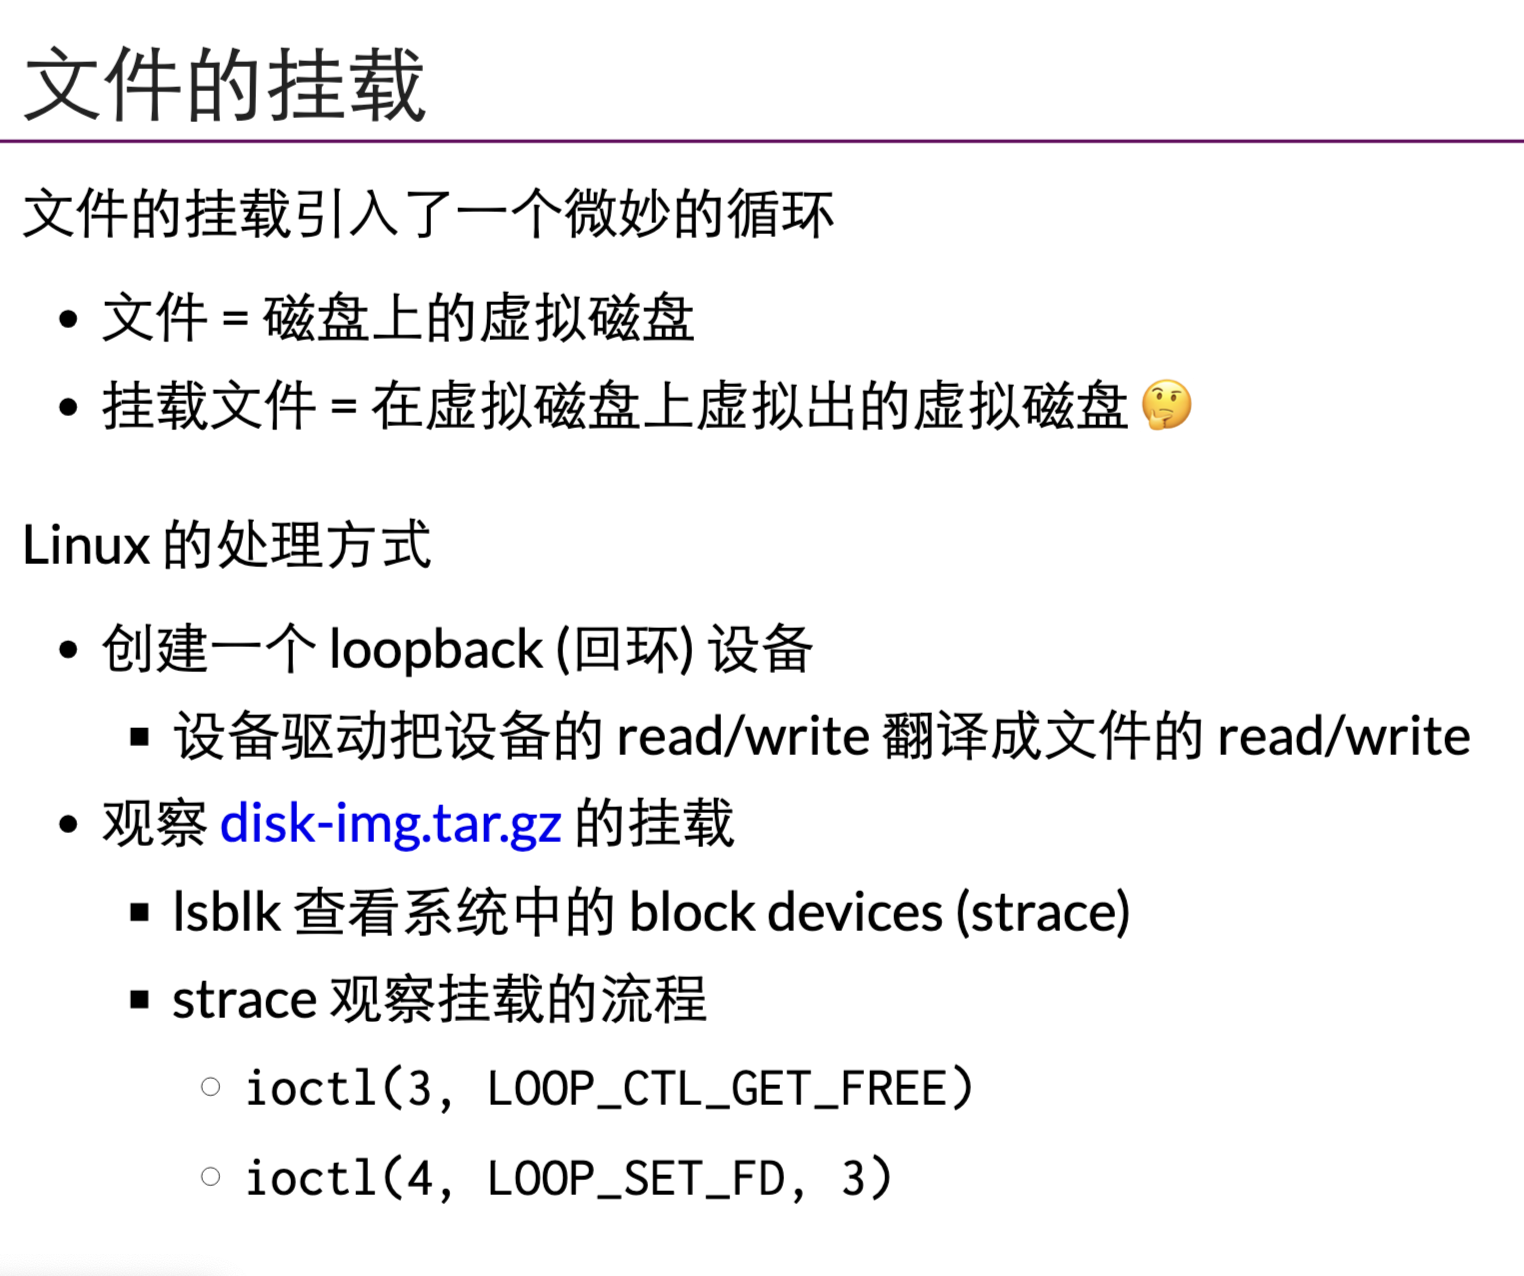 文件的挂载
文件的挂载引入了一个微妙的循环
• 文件 = 磁盘上的虚拟磁盘
• 挂载文件 = 在虚拟磁盘上虚拟出的虚拟磁盘 🤔
Linux 的处理方式
• 创建一个 loopback (回环) 设备
▪ 设备驱动把设备的 read/write 翻译成文件的 read/write
• 观察 disk-img.tar.gz 的挂载
▪ lsblk 查看系统中的 block devices (strace)
▪ strace 观察挂载的流程
○ ioctl(3, LOOP_CTL_GET_FREE)
○ ioctl(4, LOOP_SET_FD, 3)